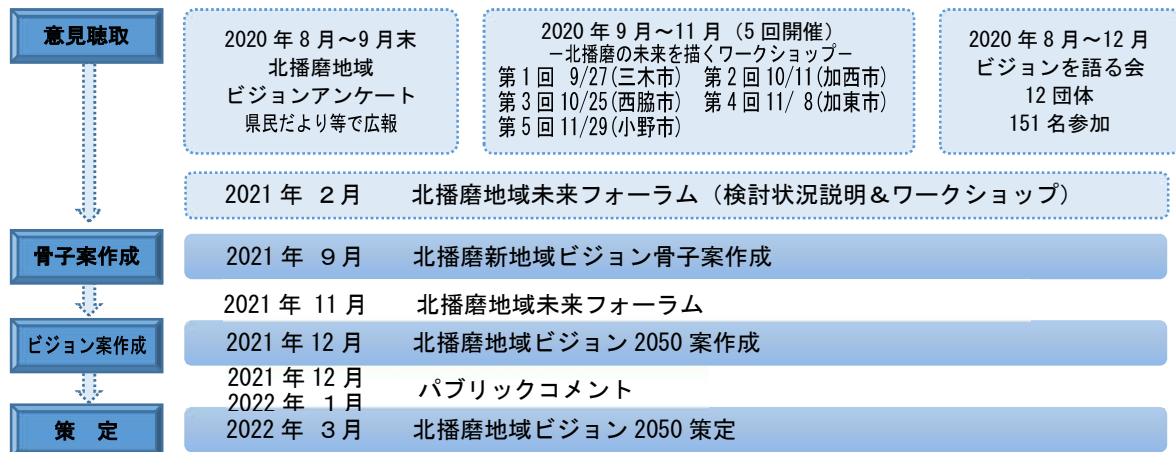 意見聴取
2020年8月～9月末
北播磨地域
ビジョンアンケート
県民だより等で広報
2020年9月～11月（5回開催）
－北播磨の未来を描くワークショップ－
第1回 9/27(三木市) 第2回 10/11(加西市)
第3回 10/25(西脇市) 第4回 11/ 8(加東市)
第5回 11/29(小野市)
2020年8月～12月
ビジョンを語る会
12団体
151名参加
2021年 2月 北播磨地域未来フォーラム（検討状況説明＆ワークショップ）
骨子案作成
2021年 9月 北播磨新地域ビジョン骨子案作成
2021年 11月 北播磨地域未来フォーラム
ビジョン案作成
2021年12月 北播磨地域ビジョン2050案作成
2021年12月
2022年 1月
パブリックコメント
策 定
2022年 3月 北播磨地域ビジョン2050策定